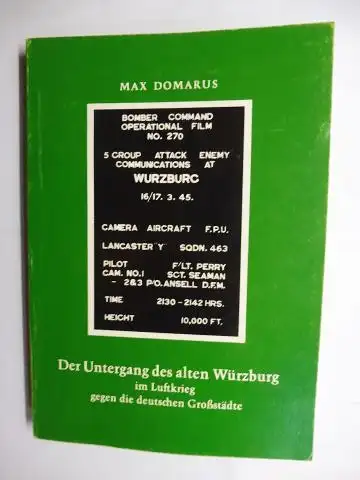 MAX DOMARUS
BOMBER COMMAND
OPERATIONAL FILM
NO. 270
5 GROUP ATTACK ENEMY
COMMUNICATIONS AT
WURZBURG
16/17. 3. 45.
CAMERA AIRCRAFT F.P.U.
LANCASTER "Y" SQDN. 463
PILOT F/LT. PERRY
CAM. NO.1 SCT. SEAMAN
- 2&3 P/O. ANSELL D.F.M.
TIME 2130-2142 HRS.
HEIGHT 10,000 FT.
Der Untergang des alten Würzburg
im Luftkrieg
gegen die deutschen Großstädte